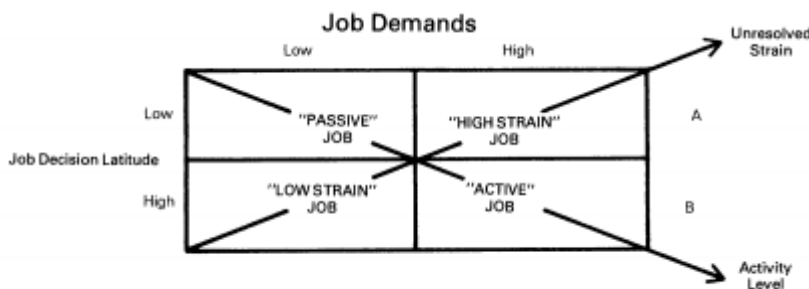 Job Demands
Low
High
Unresolved
Strain
Low
"PASSIVE"
JOB
"HIGH STRAIN"
JOB
A
Job Decision Latitude
High
"LOW STRAIN"
JOB
"ACTIVE"
JOB
B
Activity
Level